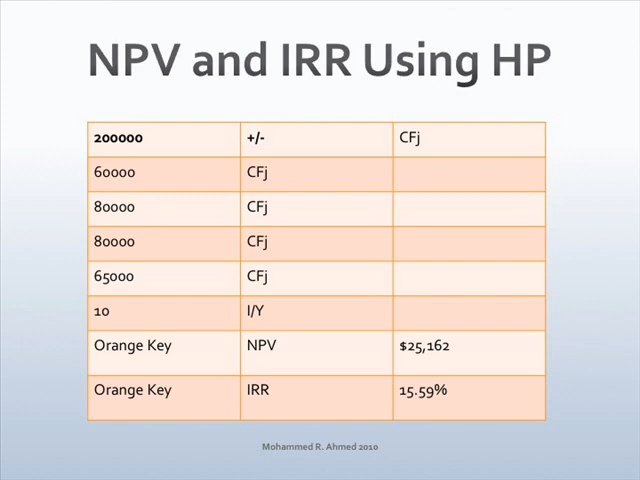 NPV and IRR Using HP
200000 +/- CFj
60000 CFj
80000 CFj
80000 CFj
65000 CFj
10 I/Y
Orange Key NPV $25,162
Orange Key IRR 15.59%
Mohammed R. Ahmed 2010